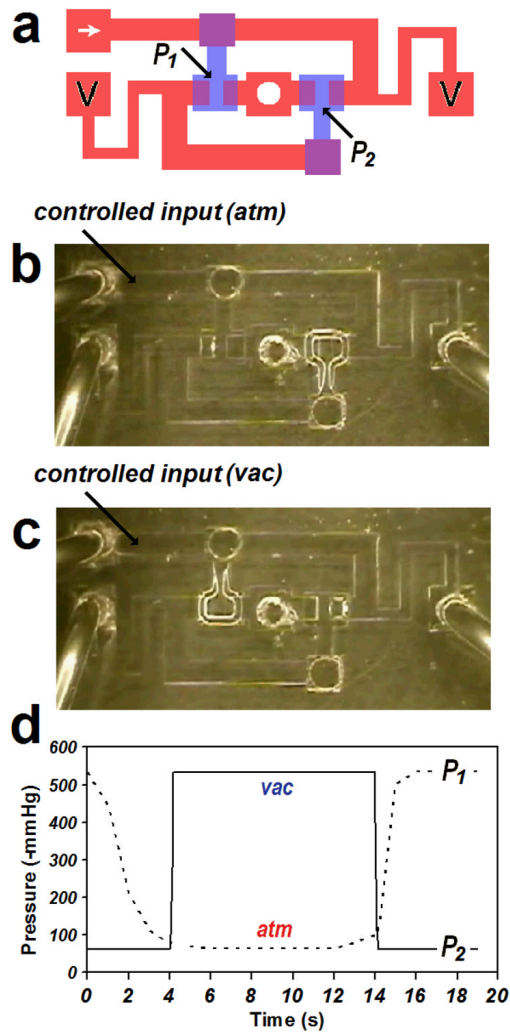 a
P1
V
V
P2
controlled input (atm)
b
controlled input (vac)
c
d
600
500
400
300
200
100
0
Pressure (-mmHg)
vac
atm
P1
P2
0 2 4 6 8 10 12 14 16 18 20
Time (s)